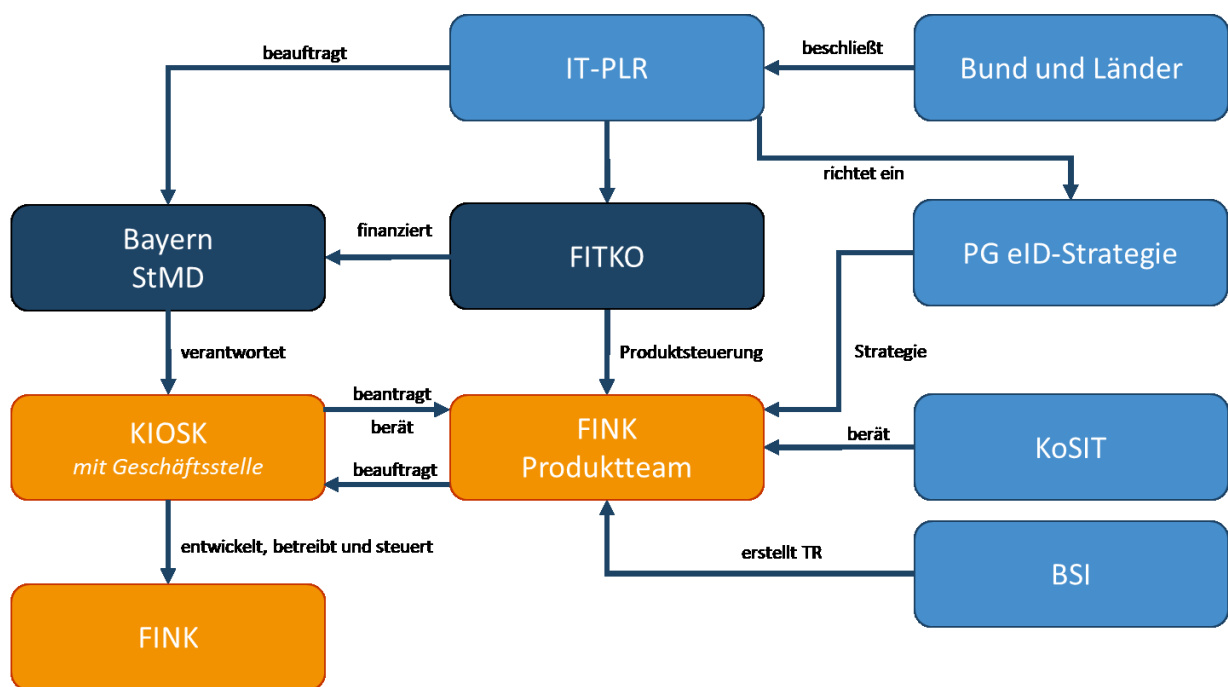 beauftragt
IT-PLR
beschließt
Bund und Länder
richtet ein
Bayern
StMD
finanziert
FITKO
PG eID-Strategie
verantwortet
Produktsteuerung
Strategie
KIOSK
mit Geschäftsstelle
beantragt
berät
beauftragt
FINK
Produktteam
berät
KoSIT
entwickelt, betreibt und steuert
erstellt TR
BSI
FINK